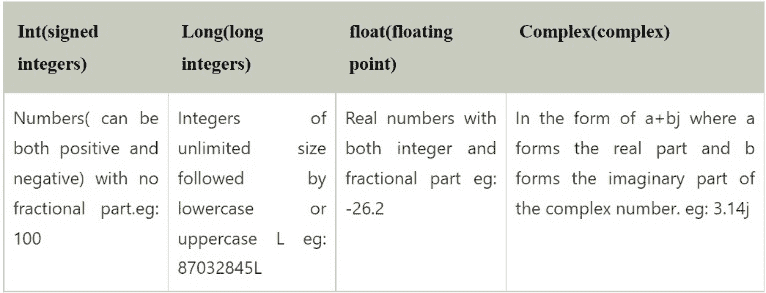 Int(signed
integers)
Long(long
integers)
float(floating
point)
Complex(complex)
Numbers( can be
both positive and
negative) with no
fractional part.eg:
100
Integers of
unlimited size
followed by
lowercase or
uppercase L eg:
87032845L
Real numbers with
both integer and
fractional part eg:
-26.2
In the form of a+bj where a
forms the real part and b
forms the imaginary part of
the complex number. eg: 3.14j